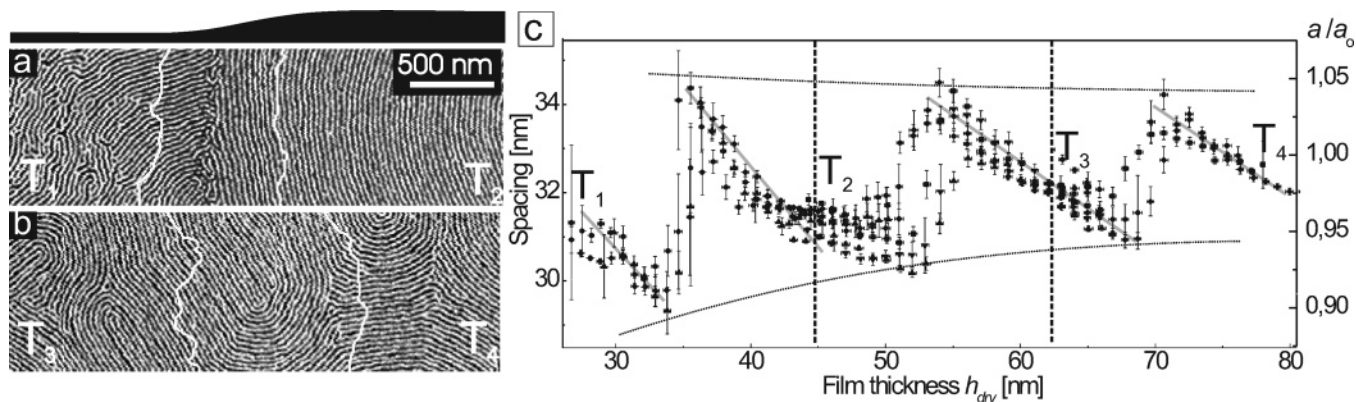 a
500 nm
T1
T2
b
T3
T4
c
a/ao
Spacing [nm]
34
32
30
1,05
1,00
0,95
0,90
T1
T2
T3
T4
30
40
50
60
70
80
Film thickness hdry [nm]